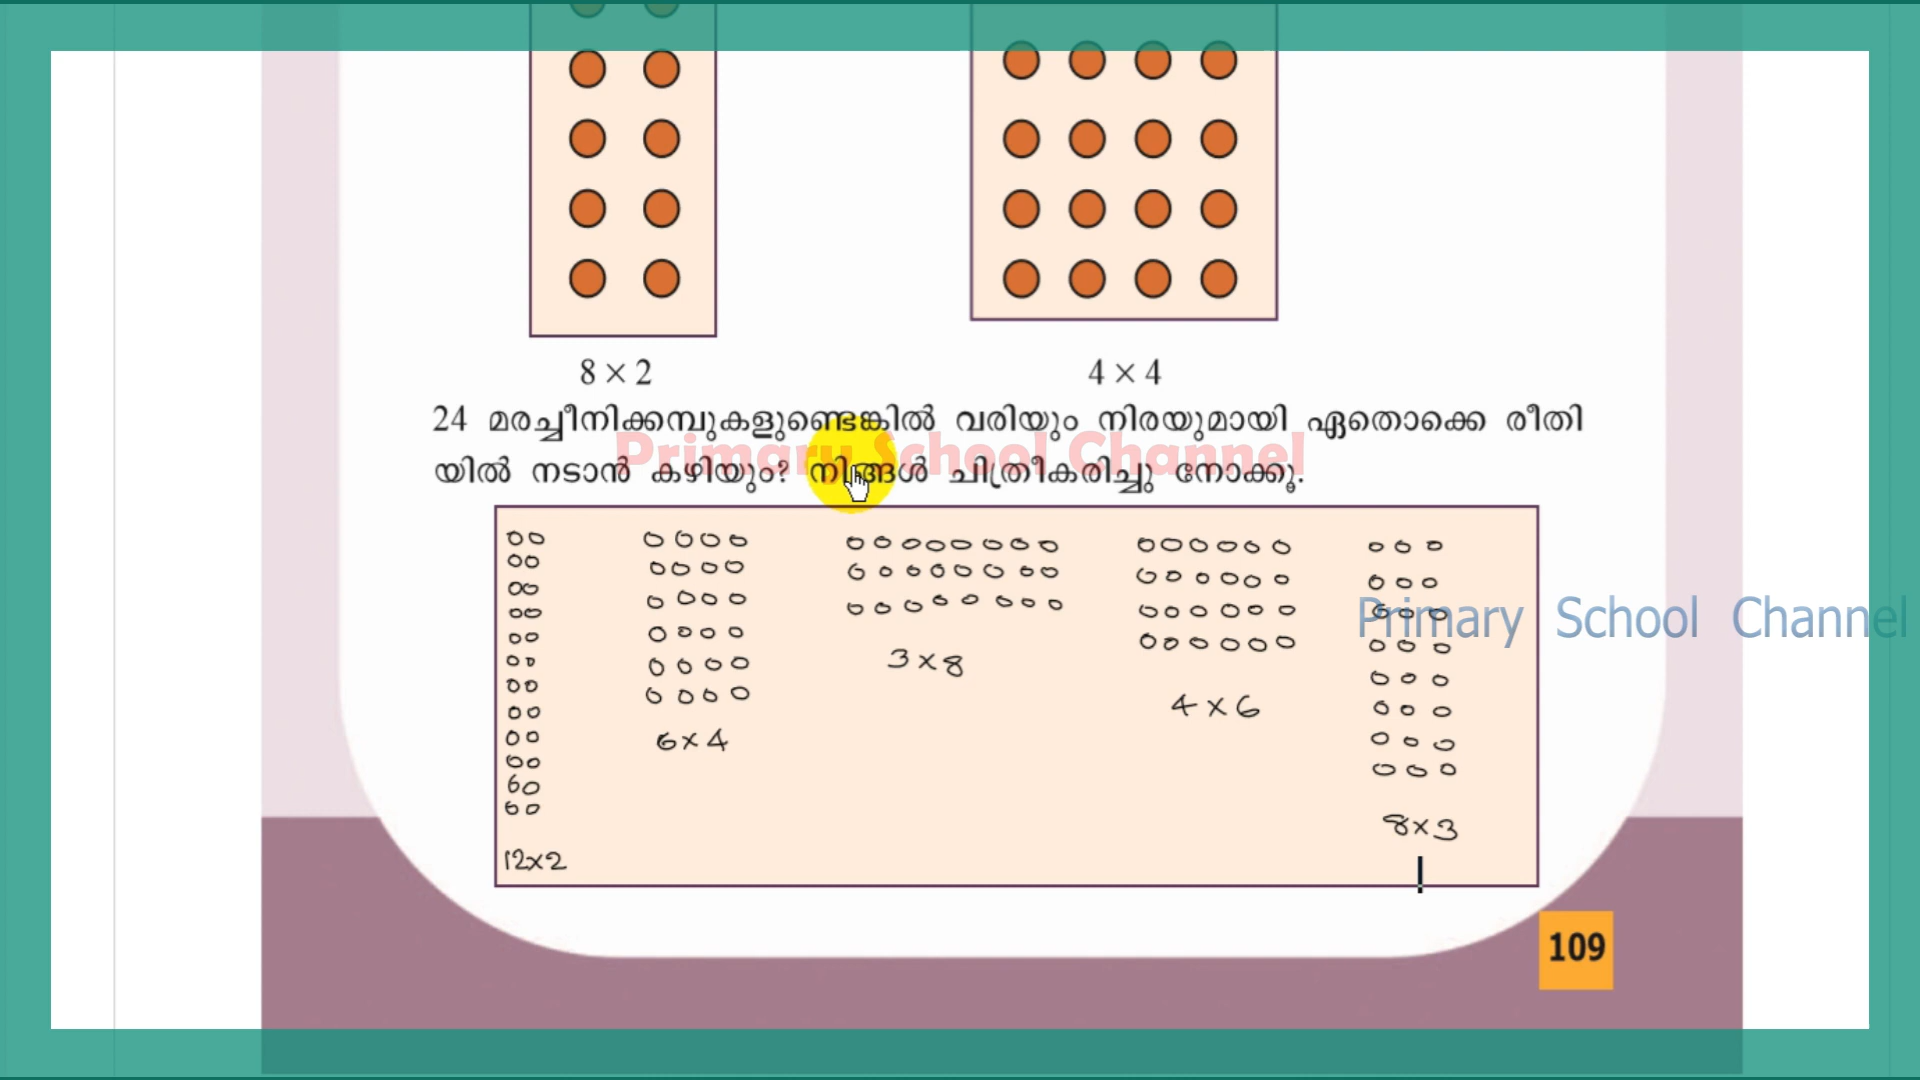 8 × 2
4 × 4
24 മരച്ചീനിക്കമ്പുകളുണ്ടെങ്കിൽ വരിയും നിരയുമായി ഏതൊക്കെ രീതി
യിൽ നടാൻ കഴിയും? നിങ്ങൾ ചിത്രീകരിച്ചു നോക്കൂ.
Primary School Channel
Primary School Channel
3 × 8
4 × 6
6 × 4
8 × 3
12 × 2
109